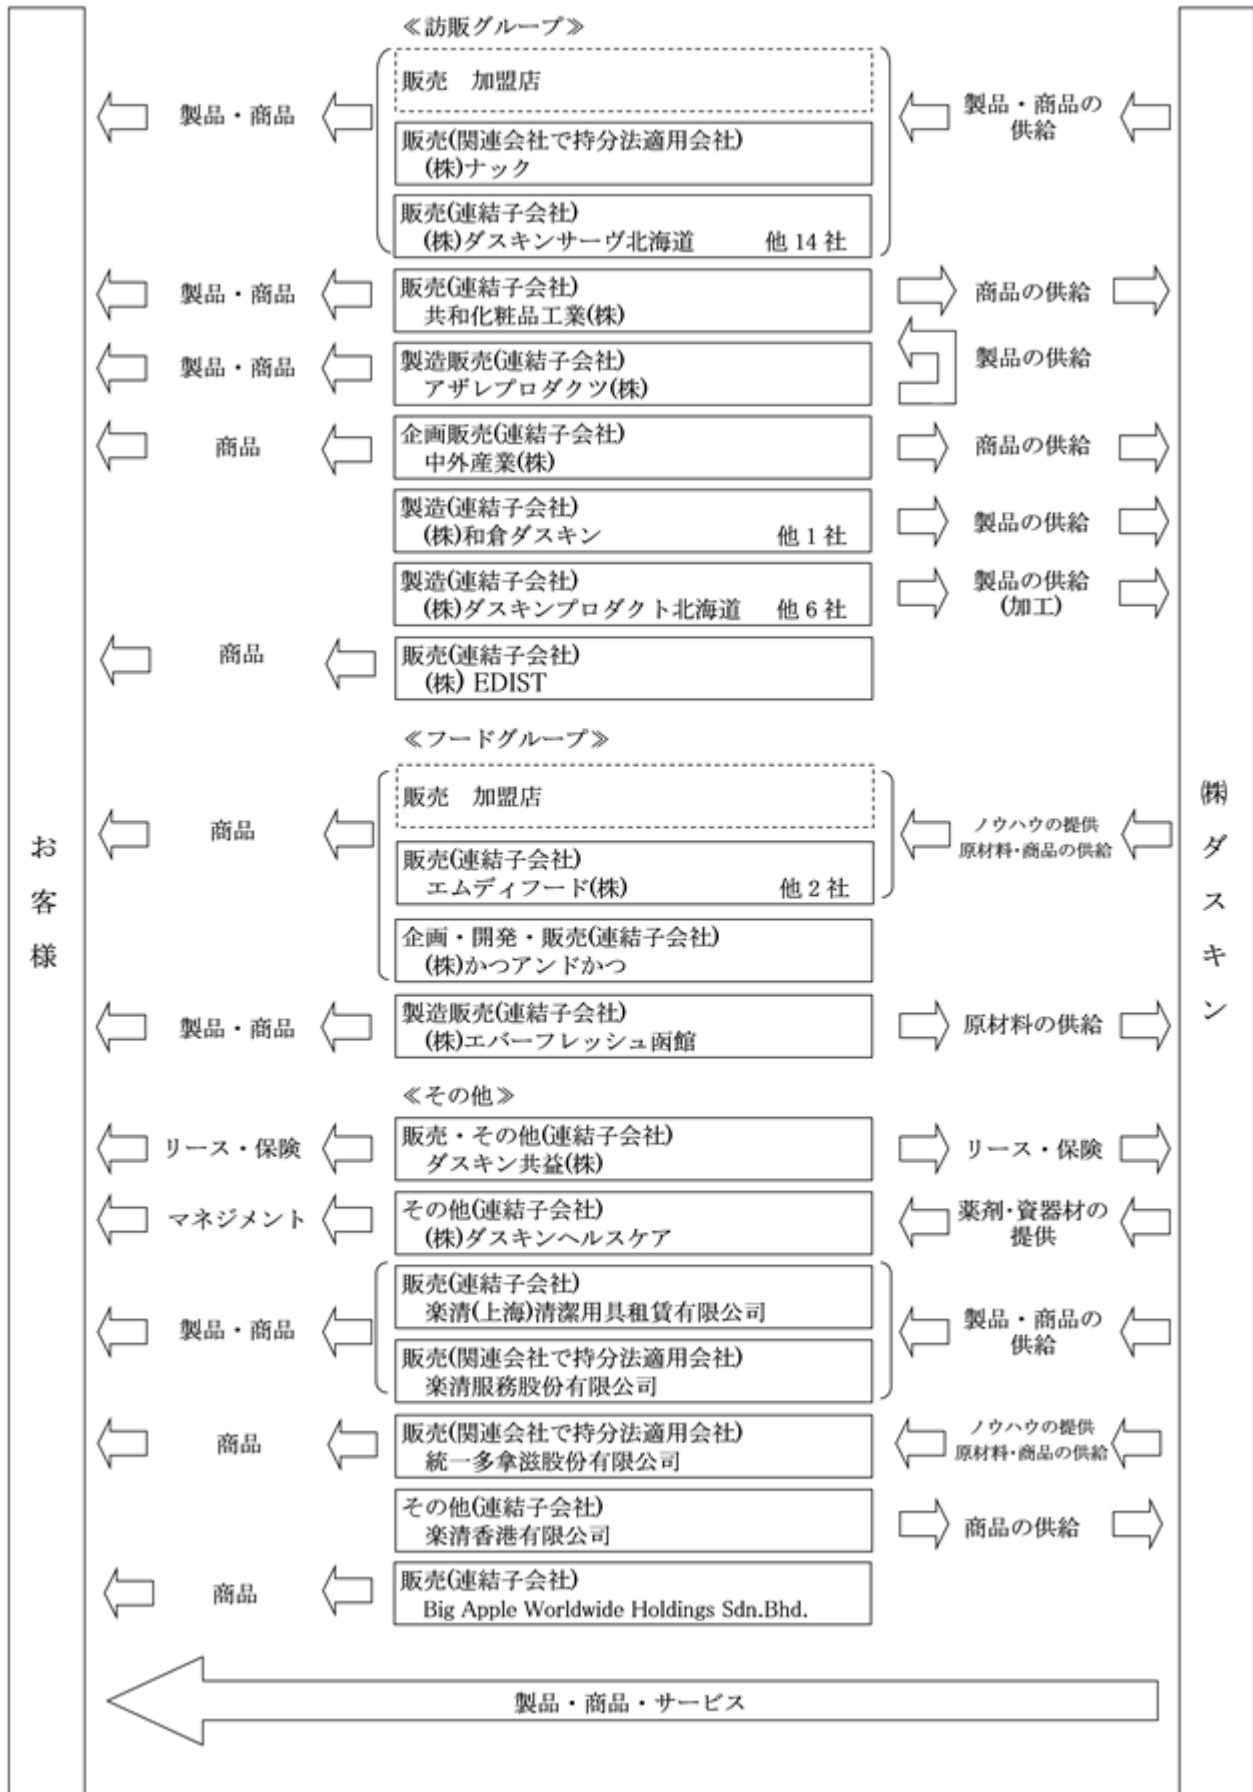 ≪訪販グループ≫
販売　加盟店
製品・商品
製品・商品の
供給
販売(関連会社で持分法適用会社)
(株)ナック
販売(連結子会社)
(株)ダスキンサーヴ北海道　他 14 社
製品・商品
販売(連結子会社)
共和化粧品工業(株)
商品の供給
製品・商品
製造販売(連結子会社)
アザレプロダクツ(株)
製品の供給
商品
企画販売(連結子会社)
中外産業(株)
商品の供給
製造(連結子会社)
(株)和倉ダスキン　他 1 社
製品の供給
製造(連結子会社)
(株)ダスキンプロダクト北海道　他 6 社
製品の供給
(加工)
商品
販売(連結子会社)
(株) EDIST
≪フードグループ≫
販売　加盟店
商品
ノウハウの提供
原材料・商品の供給
販売(連結子会社)
エムディフード(株)　他 2 社
企画・開発・販売(連結子会社)
(株)かつアンドかつ
お客様
㈱ダスキン
製品・商品
製造販売(連結子会社)
(株)エバーフレッシュ函館
原材料の供給
≪その他≫
リース・保険
販売・その他(連結子会社)
ダスキン共益(株)
リース・保険
マネジメント
その他(連結子会社)
(株)ダスキンヘルスケア
薬剤・資器材の
提供
販売(連結子会社)
楽清(上海)清潔用具租賃有限公司
製品・商品
製品・商品の
供給
販売(関連会社で持分法適用会社)
楽清服務股份有限公司
商品
販売(関連会社で持分法適用会社)
統一多拿滋股份有限公司
ノウハウの提供
原材料・商品の供給
その他(連結子会社)
楽清香港有限公司
商品の供給
商品
販売(連結子会社)
Big Apple Worldwide Holdings Sdn.Bhd.
製品・商品・サービス